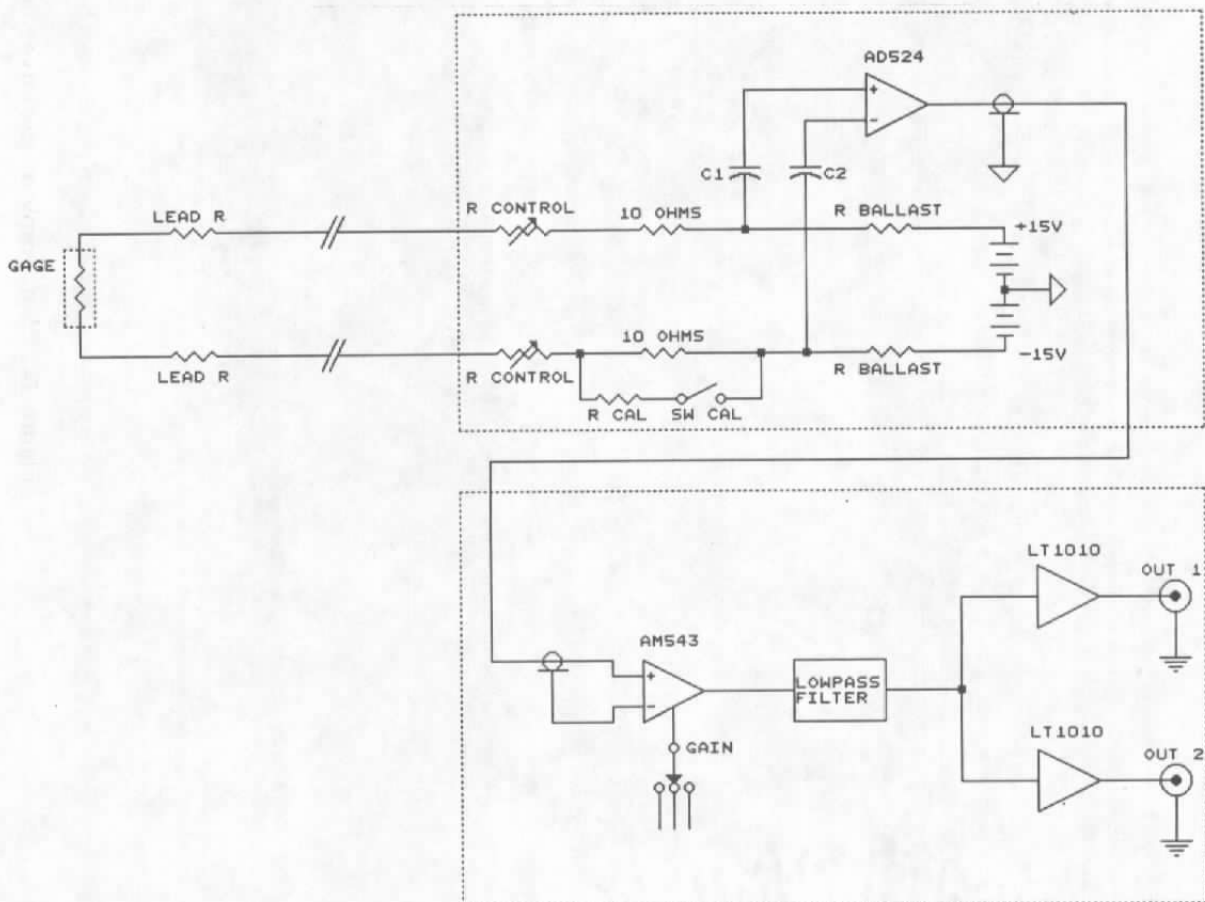 AD524
C1
C2
LEAD R
R CONTROL
10 OHMS
R BALLAST
+15V
GAGE
LEAD R
R CONTROL
10 OHMS
R BALLAST
-15V
R CAL
SW CAL
+
-
LT1010
OUT 1
AM543
+
-
LOWPASS
FILTER
GAIN
LT1010
OUT 2